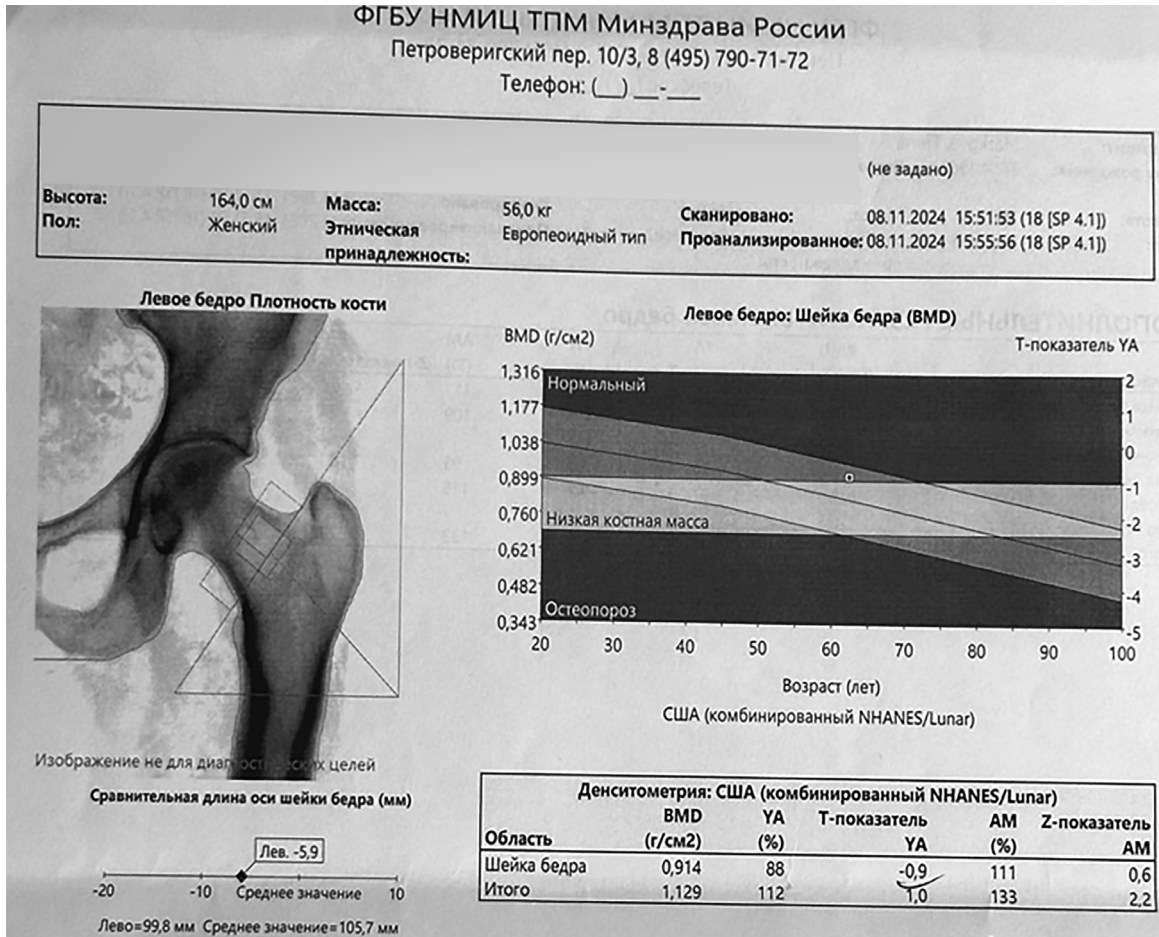 ФГБУ НМИЦ ТПМ Минздрава России
Петроверигский пер. 10/3, 8 (495) 790-71-72
Телефон: (__) __-___
(не задано)
Высота: 164,0 см Масса: 56,0 кг Сканировано: 08.11.2024 15:51:53 (18 [SP 4.1])
Пол: Женский Этническая принадлежность: Европеоидный тип Проанализированное: 08.11.2024 15:55:56 (18 [SP 4.1])
Левое бедро Плотность кости
Изображение не для диагностических целей
Сравнительная длина оси шейки бедра (мм)
Лев. -5,9
-20 -10 Среднее значение 10
Лево=99,8 мм Среднее значение=105,7 мм
Левое бедро: Шейка бедра (BMD)
BMD (г/см2) Т-показатель YA
1,316 2
Нормальный
1,177 1
1,038 0
0,899 -1
0,760 -2
Низкая костная масса
0,621 -3
0,482 -4
Остеопороз
0,343 -5
20 30 40 50 60 70 80 90 100
Возраст (лет)
США (комбинированный NHANES/Lunar)
Денситометрия: США (комбинированный NHANES/Lunar)
BMD YA Т-показатель AM Z-показатель
Область (г/см2) (%) YA (%) AM
Шейка бедра 0,914 88 -0,9 111 0,6
Итого 1,129 112 1,0 133 2,2